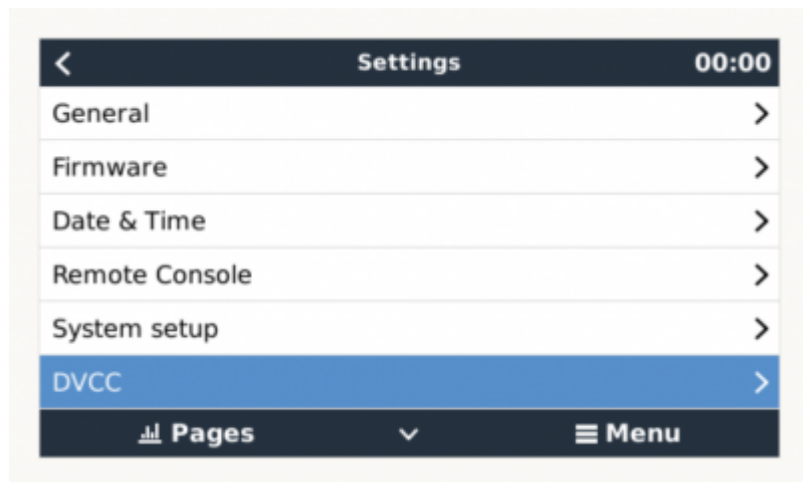 Settings 00:00
General
Firmware
Date & Time
Remote Console
System setup
DVCC
Pages Menu